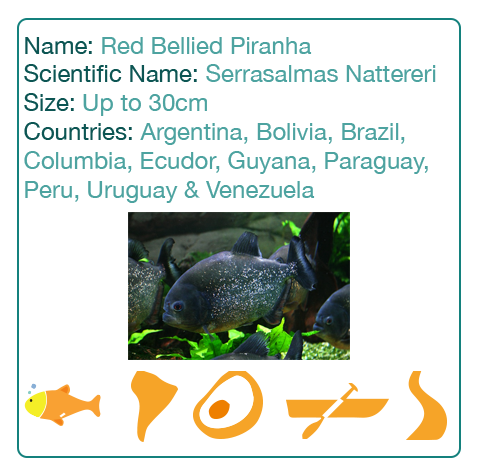 Name: Red Bellied Piranha
Scientific Name: Serrasalmas Nattereri
Size: Up to 30cm
Countries: Argentina, Bolivia, Brazil,
Columbia, Ecudor, Guyana, Paraguay,
Peru, Uruguay & Venezuela